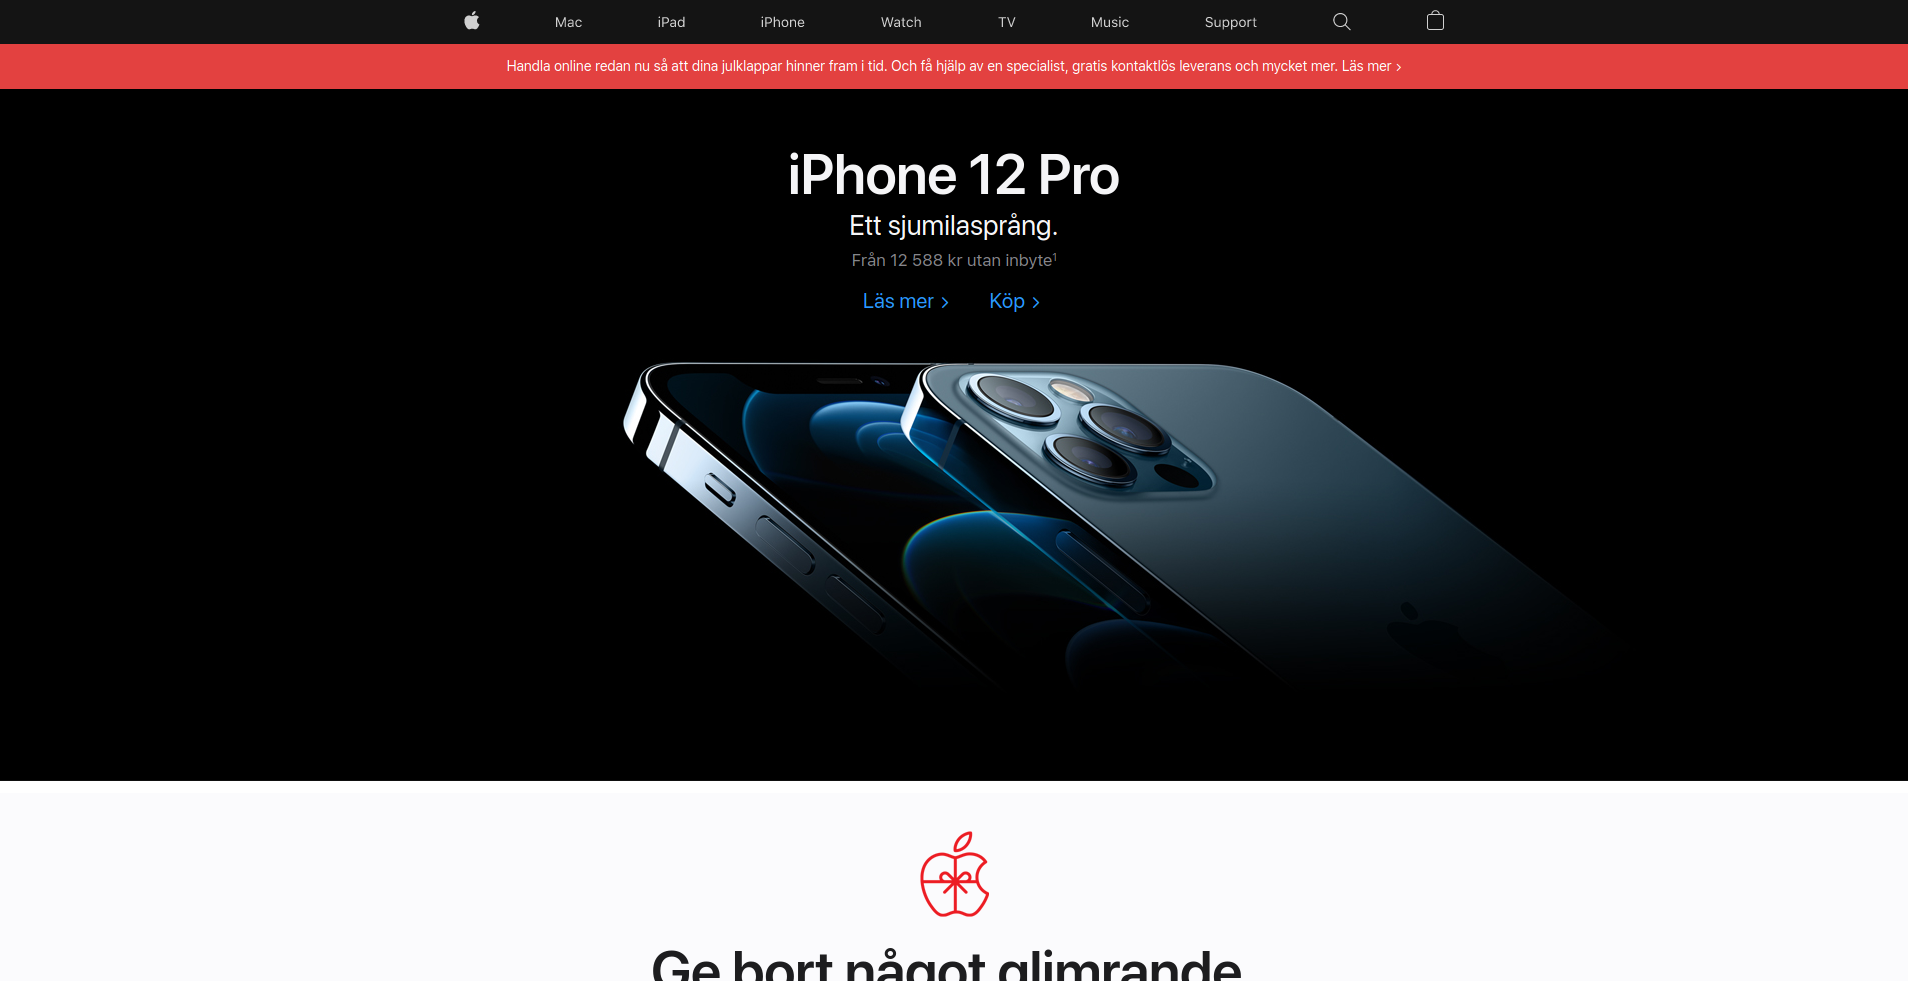 Mac iPad iPhone Watch TV Music Support
Handla online redan nu så att dina julklappar hinner fram i tid. Och få hjälp av en specialist, gratis kontaktlös leverans och mycket mer. Läs mer >
iPhone 12 Pro
Ett sjumilasprång.
Från 12 588 kr utan inbyte¹
Läs mer > Köp >
Ge bort något glimrande